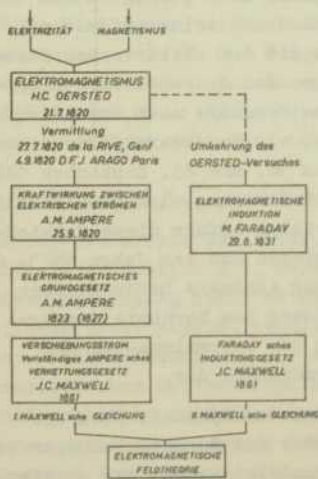 ELEKTRIZITÄT
MAGNETISMUS
ELEKTROMAGNETISMUS
H.C. OERSTED
21.7.1820
Vermittlung
27.7.1820 de la RIVE, Genf
4.9.1820 D.F.J. ARAGO Paris
Umkehrung des
OERSTED-Versuches
KRAFTWIRKUNG ZWISCHEN
ELEKTRISCHEN STRÖMEN
A.M. AMPERE
25.9.1820
ELEKTROMAGNETISCHE
INDUKTION
M. FARADAY
29.8.1831
ELEKTROMAGNETISCHES
GRUNDGESETZ
A.M. AMPERE
1823 (1827)
VERSCHIEBUNGSSTROM
Vollständiges AMPERE sches
VERKETTUNGSGESETZ
J.C. MAXWELL
1861
FARADAY sches
INDUKTIONSGESETZ
J.C. MAXWELL
1861
I. MAXWELL sche GLEICHUNG
II. MAXWELL sche GLEICHUNG
ELEKTROMAGNETISCHE
FELDTHEORIE